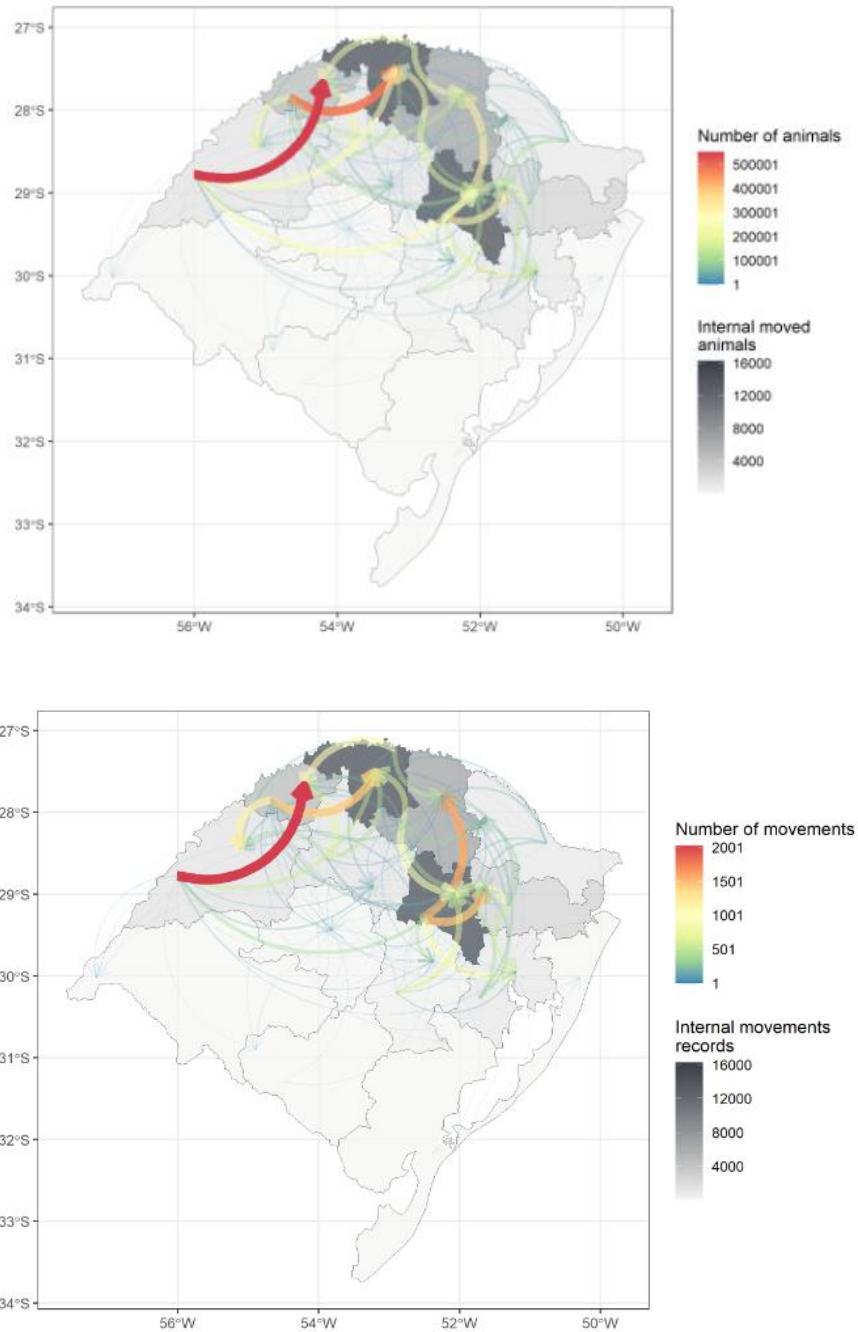 27°S
28°S
29°S
30°S
31°S
32°S
33°S
34°S
56°W
54°W
52°W
50°W
Number of animals
500001
400001
300001
200001
100001
1
Internal moved
animals
16000
12000
8000
4000
27°S
28°S
29°S
30°S
31°S
32°S
33°S
34°S
56°W
54°W
52°W
50°W
Number of movements
2001
1501
1001
501
1
Internal movements
records
16000
12000
8000
4000